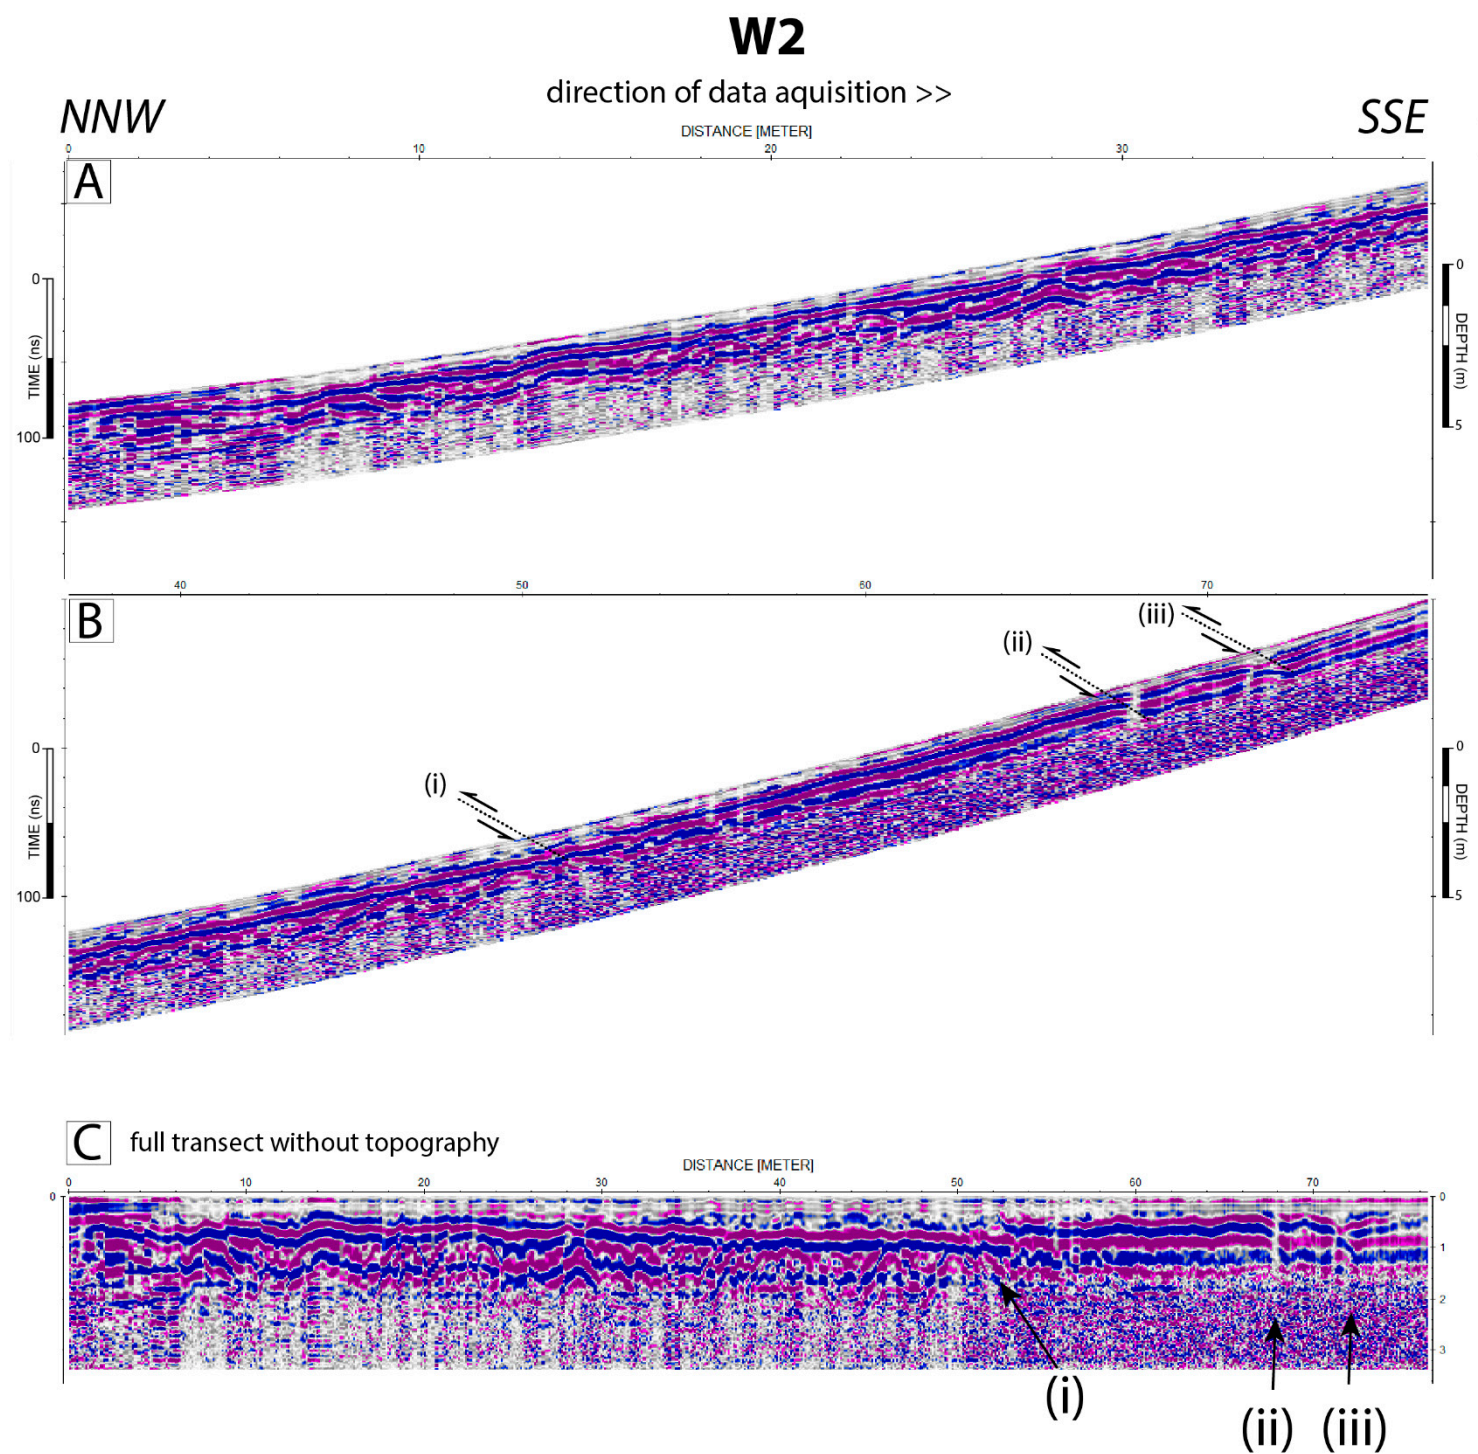 W2
direction of data aquisition >>
NNW
SSE
DISTANCE [METER]
0 10 20 30
A
0
100
TIME (ns)
0
5
DEPTH (m)
40 50 60 70
B
(i)
(ii)
(iii)
0
100
TIME (ns)
0
5
DEPTH (m)
C full transect without topography
DISTANCE [METER]
0 10 20 30 40 50 60 70
0
0
1
2
3
(i)
(ii)
(iii)